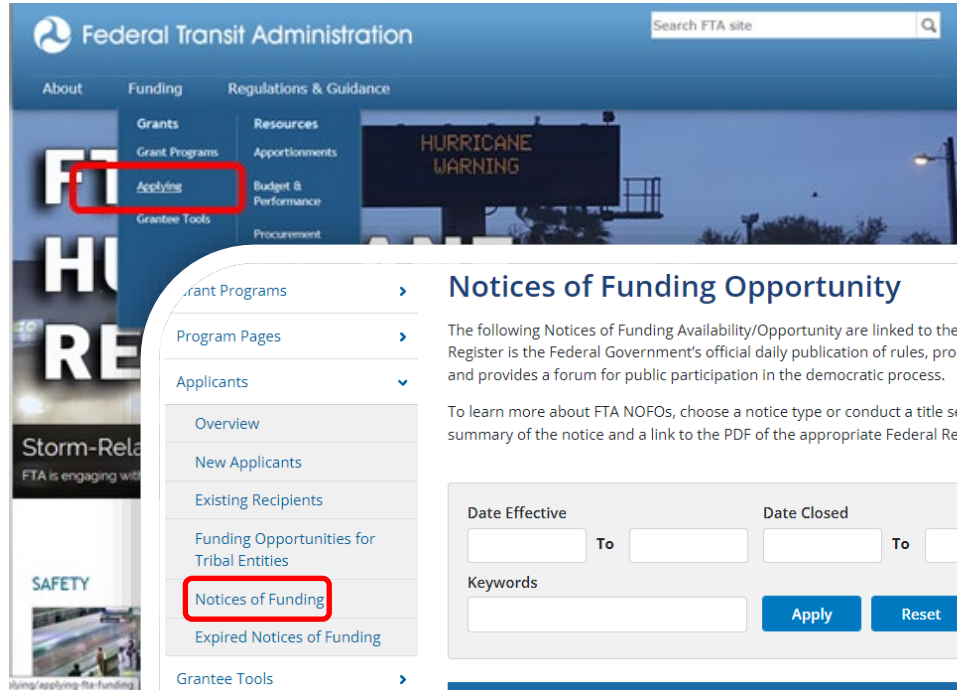 Federal Transit Administration
Search FTA site
About
Funding
Regulations & Guidance
Grants
Grant Programs
Applying
Grantee Tools
Resources
Apportionments
Budget &
Performance
Procurement
HURRICANE
WARNING
Storm-Rela
FTA is engaging with
SAFETY
Grant Programs
Program Pages
Applicants
Overview
New Applicants
Existing Recipients
Funding Opportunities for
Tribal Entities
Notices of Funding
Expired Notices of Funding
Grantee Tools
Notices of Funding Opportunity
The following Notices of Funding Availability/Opportunity are linked to the
Register is the Federal Government's official daily publication of rules, pro
and provides a forum for public participation in the democratic process.
To learn more about FTA NOFOs, choose a notice type or conduct a title se
summary of the notice and a link to the PDF of the appropriate Federal Re
Date Effective
To
Date Closed
To
Keywords
Apply
Reset
lying/applying-fta-funding